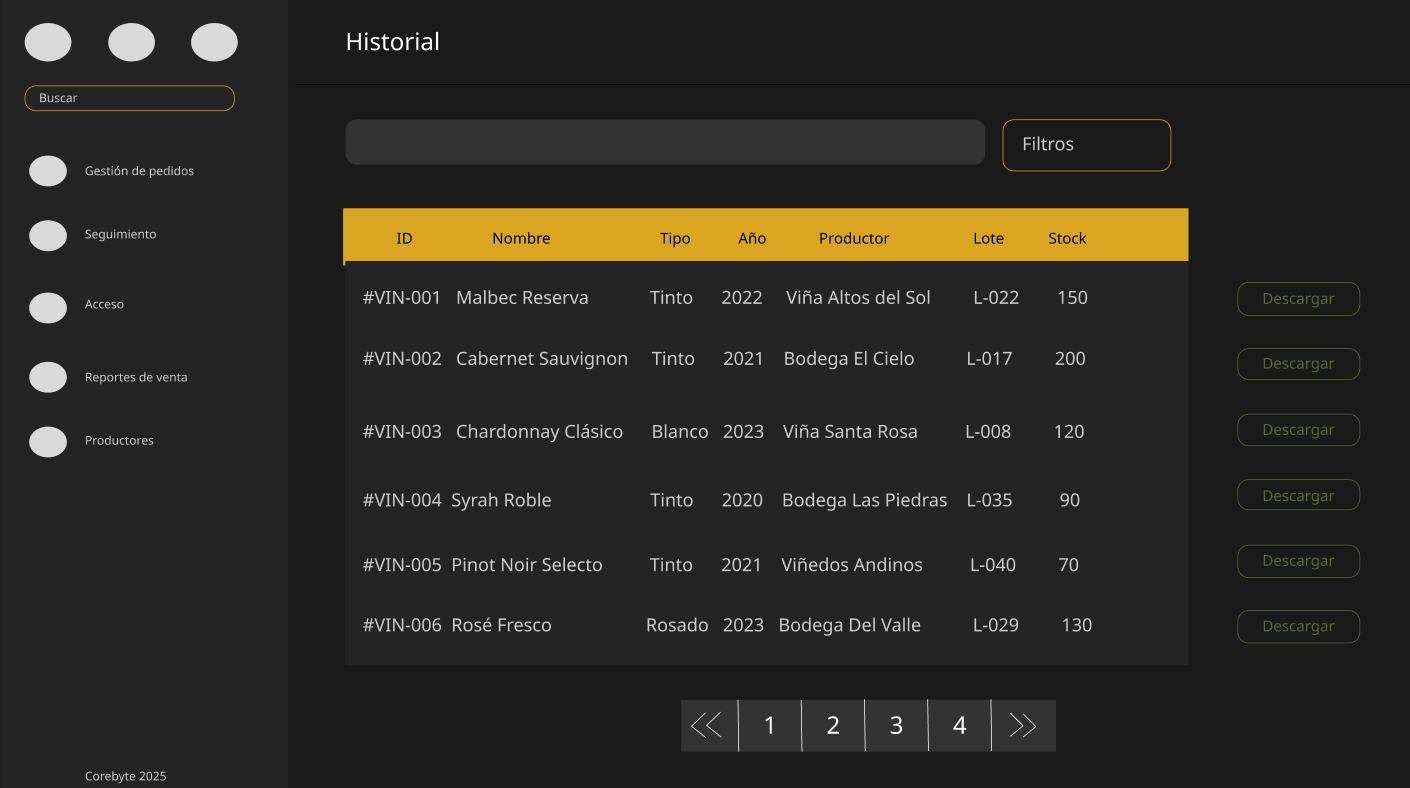 Historial
Buscar
Filtros
Gestión de pedidos
Seguimiento
Acceso
Reportes de venta
Productores
ID Nombre Tipo Año Productor Lote Stock
#VIN-001 Malbec Reserva Tinto 2022 Viña Altos del Sol L-022 150 Descargar
#VIN-002 Cabernet Sauvignon Tinto 2021 Bodega El Cielo L-017 200 Descargar
#VIN-003 Chardonnay Clásico Blanco 2023 Viña Santa Rosa L-008 120 Descargar
#VIN-004 Syrah Roble Tinto 2020 Bodega Las Piedras L-035 90 Descargar
#VIN-005 Pinot Noir Selecto Tinto 2021 Viñedos Andinos L-040 70 Descargar
#VIN-006 Rosé Fresco Rosado 2023 Bodega Del Valle L-029 130 Descargar
1 2 3 4
Corebyte 2025